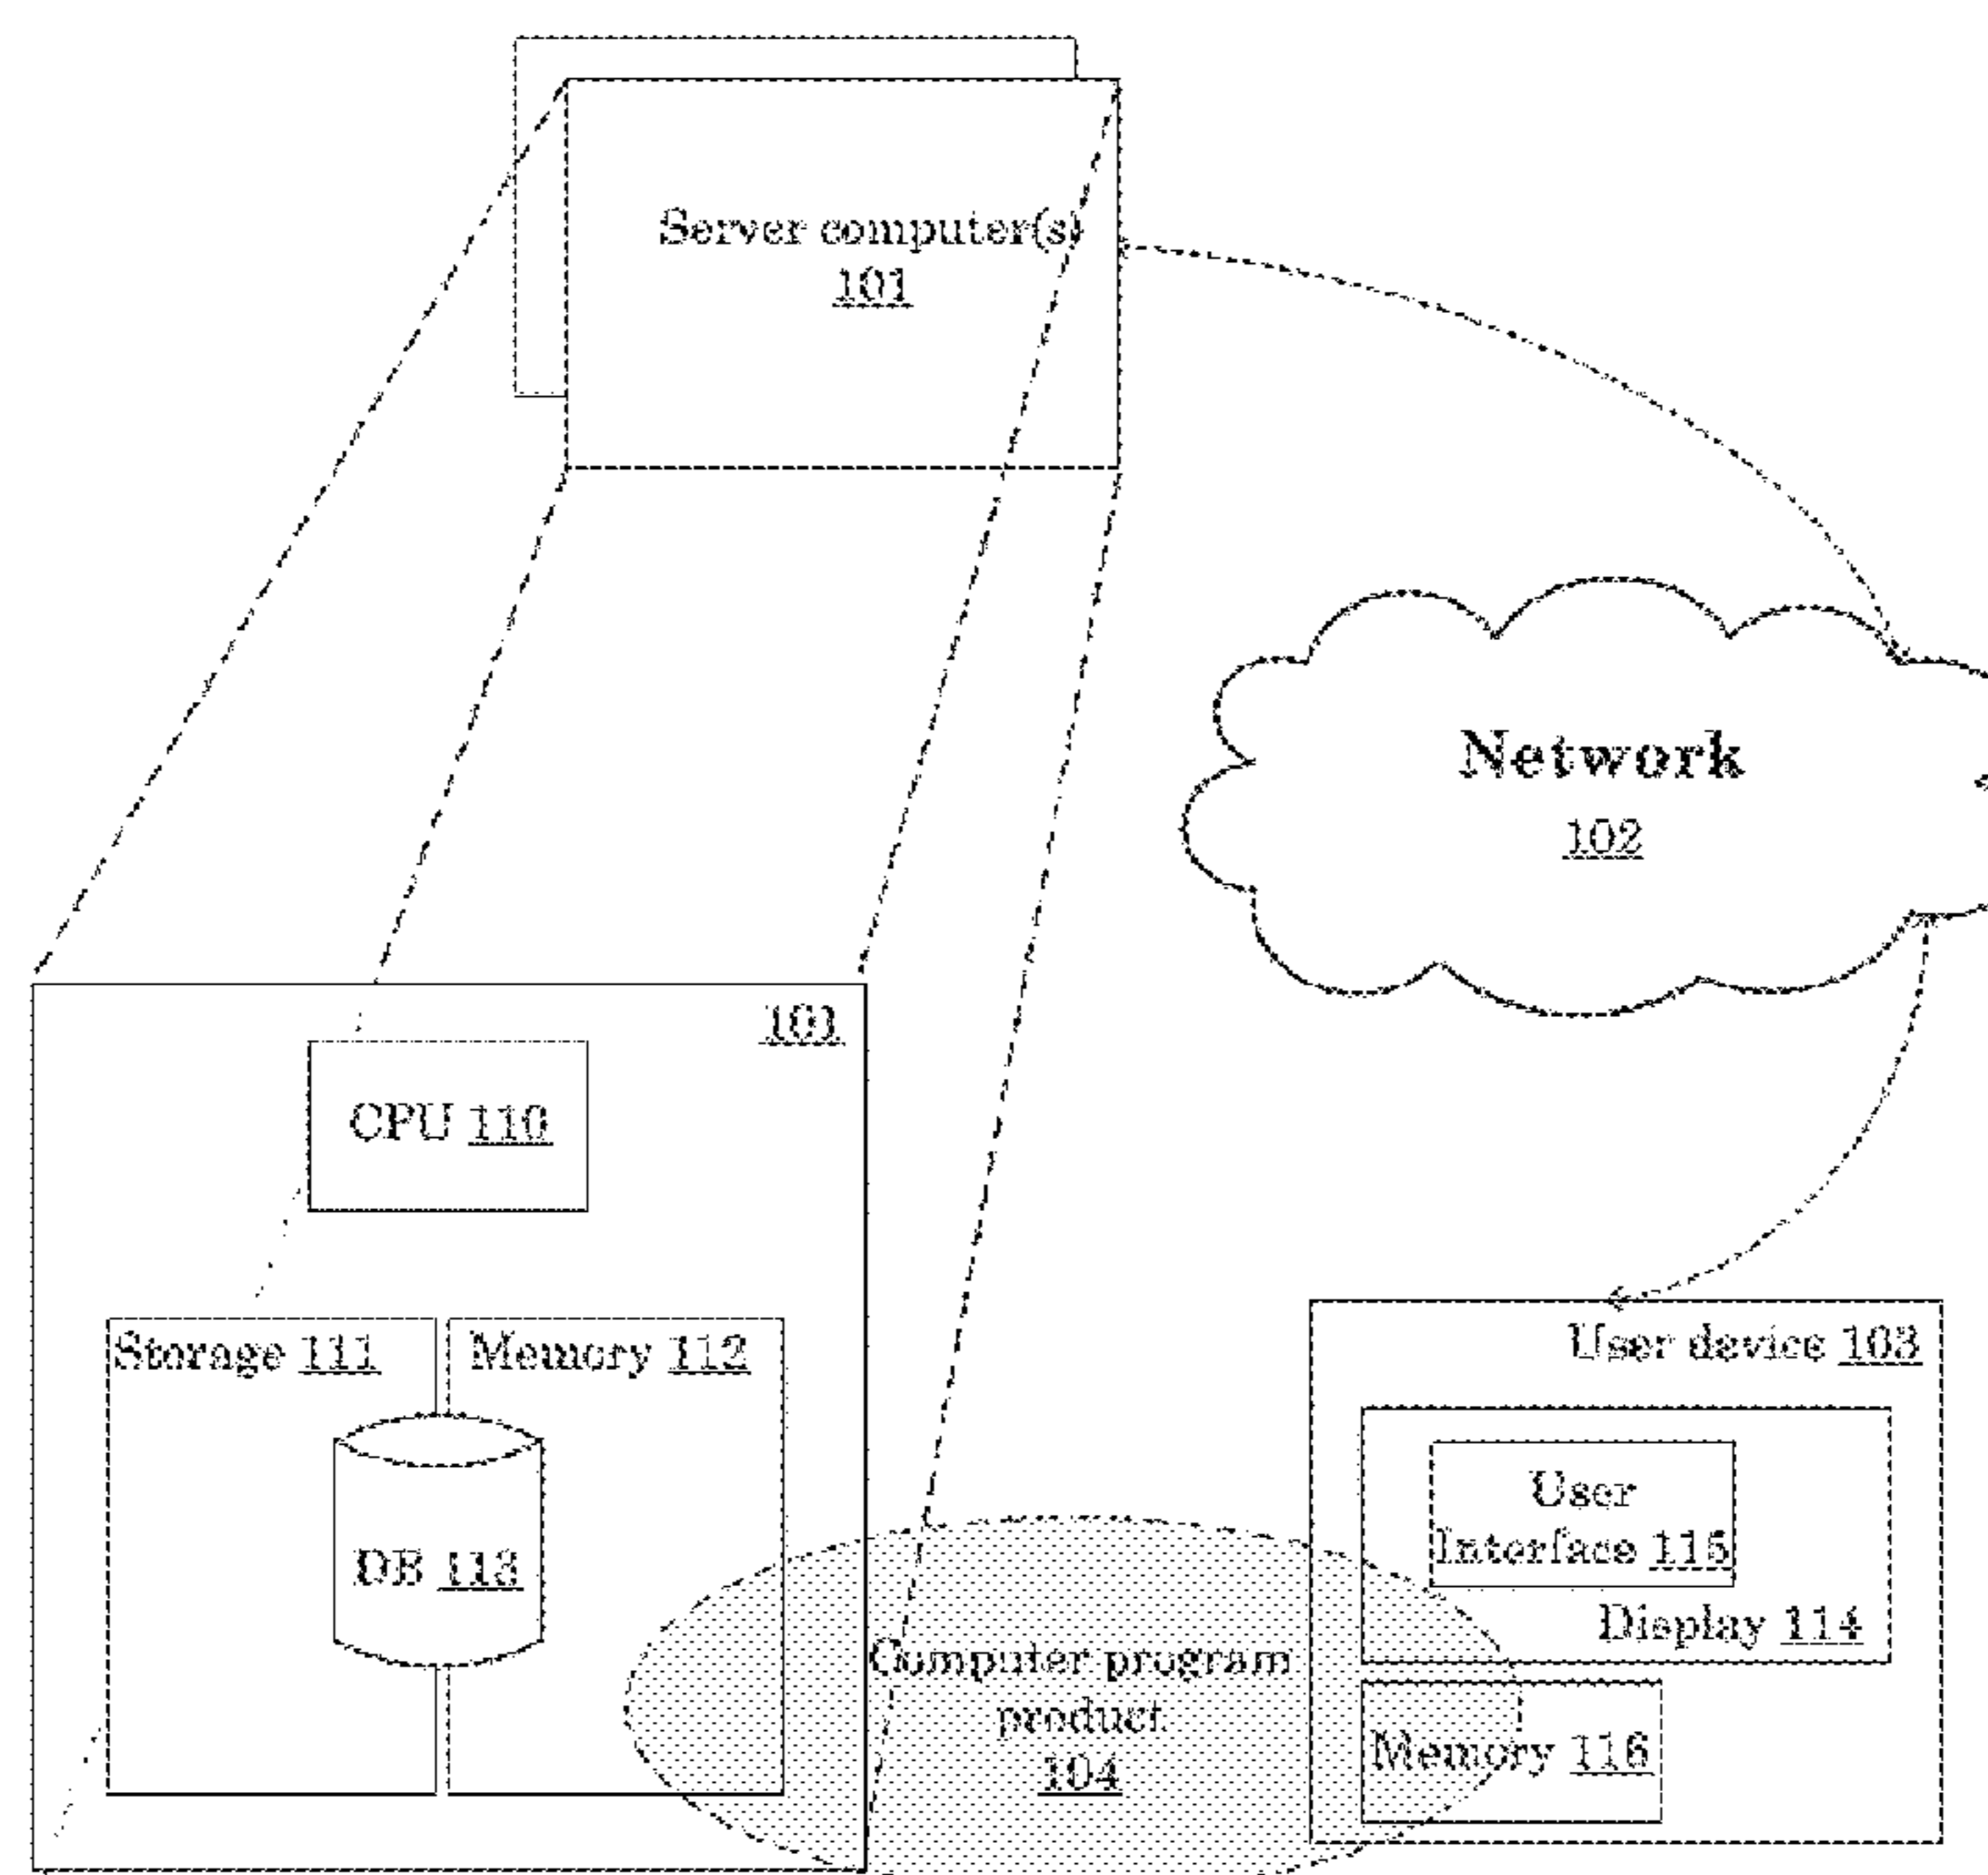 Server computer(s)
101
Network
102
101
CPU 110
Storage 111
Memory 112
DB 113
User device 103
User
Interface 115
Display 114
Computer program
product
104
Memory 116